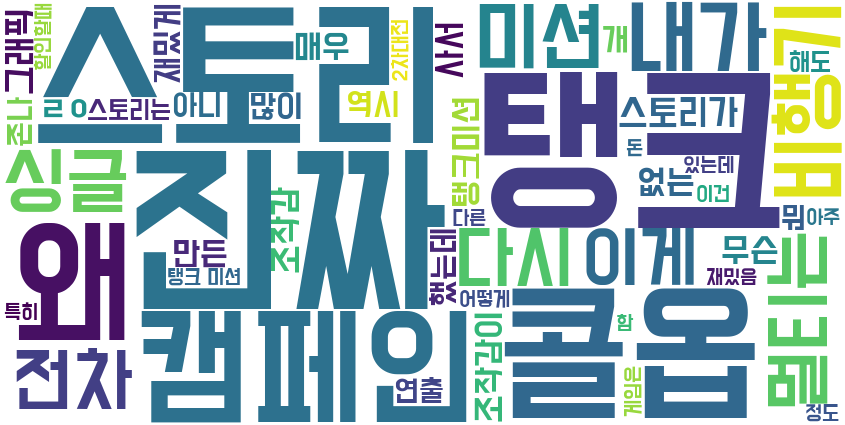 그래픽
할인할때
스토리
재밌게
매우
2차대전
사서
미션
개
내가
비행기
해도
존나
ㄹㅇ
스토리는
아니
많이
역시
탱크
스토리가
돈
있는데
싱글
진짜
탱크미션
없는
이건
왜
조작감
다른
뭐
아주
만든
탱크 미션
했는데
다시
이게
무슨
재밌음
멀티는
특히
어떻게
전차
캠페인
연출
조작감이
콜옵
함
게임은
정도